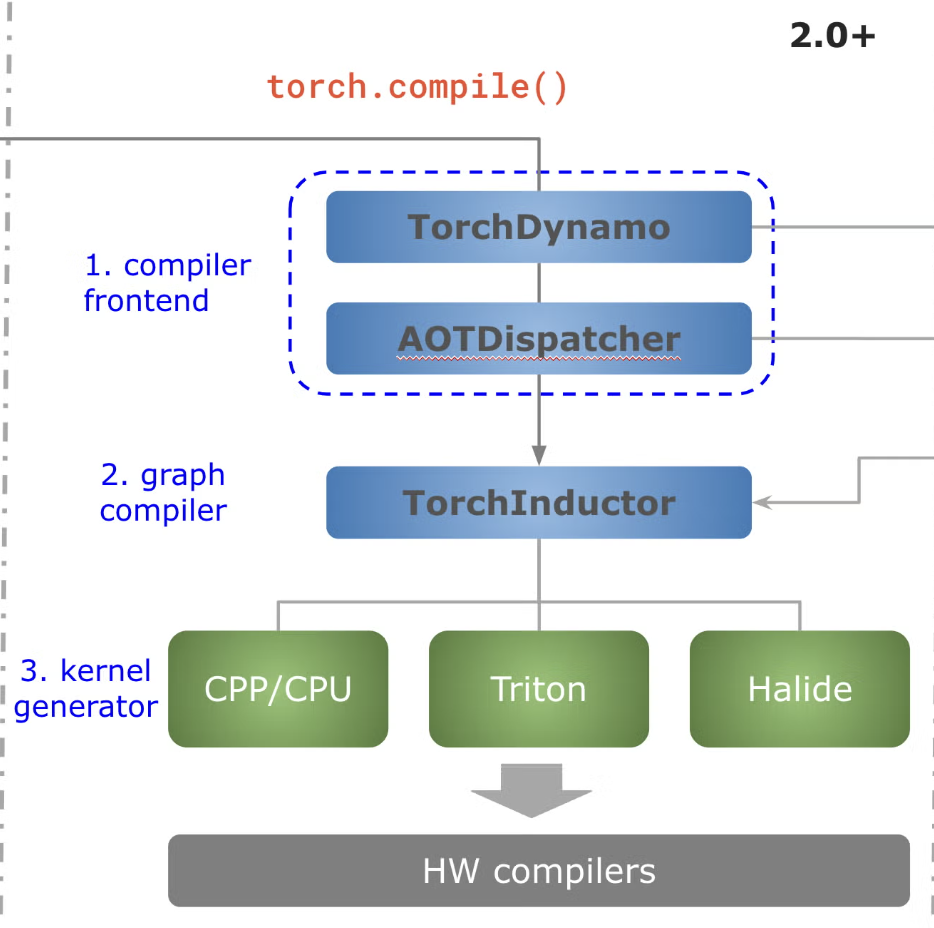 2.0+
torch.compile()
TorchDynamo
1. compiler
frontend
AOTDispatcher
2. graph
compiler
TorchInductor
3. kernel
generator
CPP/CPU
Triton
Halide
HW compilers